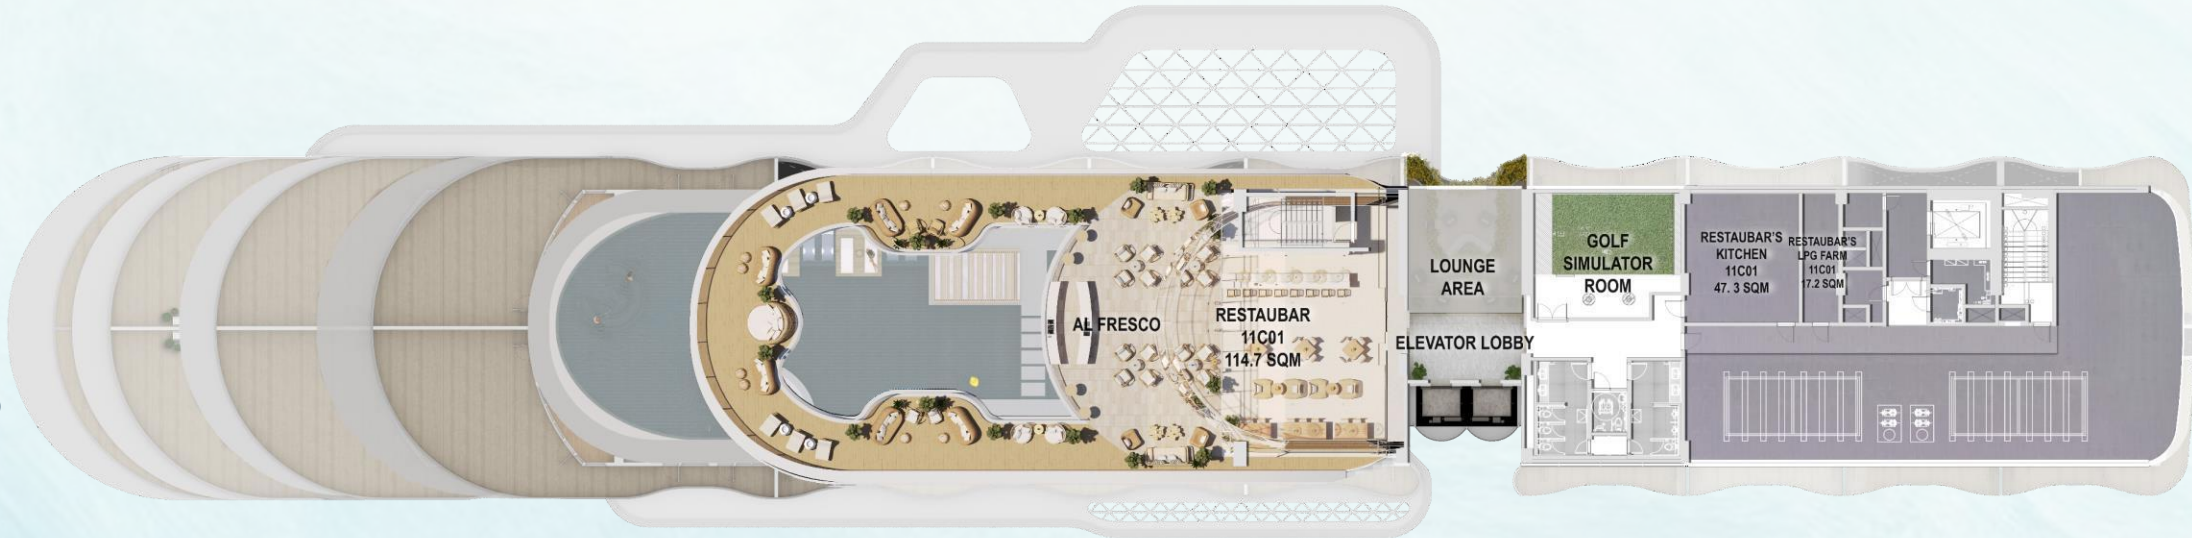 AL FRESCO
RESTAUBAR
11C01
114.7 SQM
LOUNGE
AREA
ELEVATOR LOBBY
GOLF
SIMULATOR
ROOM
RESTAUBAR'S
KITCHEN
11C01
47. 3 SQM
RESTAUBAR'S
LPG FARM
11C01
17.2 SQM